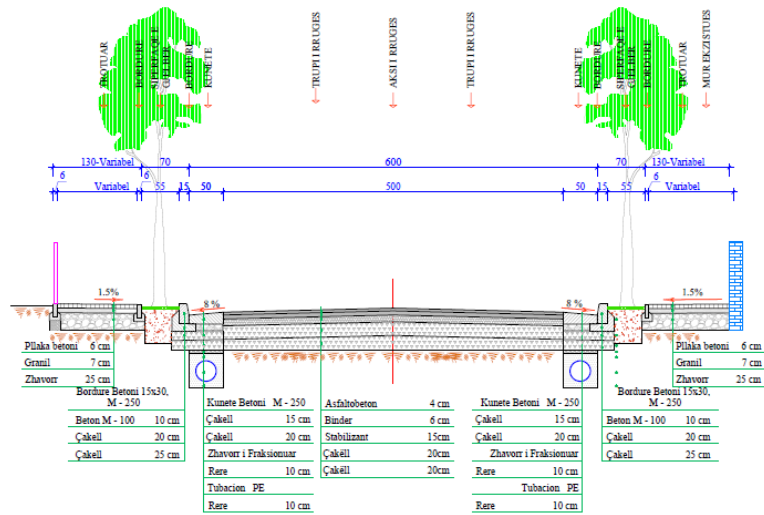 TROTUAR
BORDURE
SIPERFAQE E
GJELBER
BORDURE
KUNETE
TRUPI I RRUGES
AKSI I RRUGES
TRUPI I RRUGES
KUNETE
BORDURE
SIPERFAQE E
GJELBER
BORDURE
TROTUAR
MUR EKZISTUES
130-Variabel 70 600 70 130-Variabel
6 6 6
Variabel 55 15 50 500 50 15 55 Variabel
1.5% 8 % 8 % 1.5%
Pllaka betoni 6 cm
Granil 7 cm
Zhavorr 25 cm
Bordure Betoni 15x30,
M - 250
Beton M - 100 10 cm
Çakell 20 cm
Çakell 25 cm
Kunete Betoni M - 250
Çakell 15 cm
Çakell 20 cm
Zhavorr i Fraksionuar
Rere 10 cm
Tubacion PE
Rere 10 cm
Asfaltobeton 4 cm
Binder 6 cm
Stabilizant 15cm
Çakëll 20cm
Çakëll 20cm
Kunete Betoni M - 250
Çakell 15 cm
Çakell 20 cm
Zhavorr i Fraksionuar
Rere 10 cm
Tubacion PE
Rere 10 cm
Pllaka betoni 6 cm
Granil 7 cm
Zhavorr 25 cm
Bordure Betoni 15x30,
M - 250
Beton M - 100 10 cm
Çakell 20 cm
Çakell 25 cm